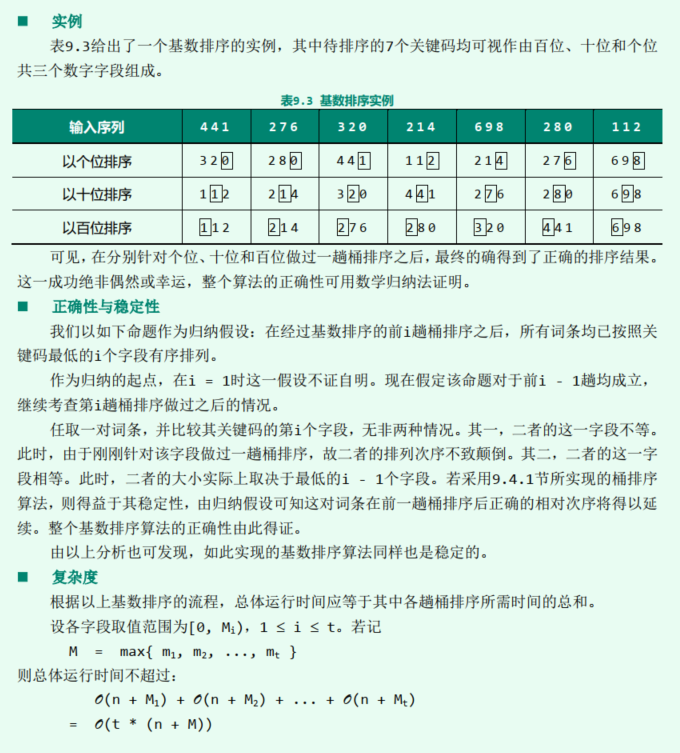 ■ 实例
表9.3给出了一个基数排序的实例，其中待排序的7个关键码均可视作由百位、十位和个位
共三个数字字段组成。
表9.3 基数排序实例
输入序列 441 276 320 214 698 280 112
以个位排序 320 280 441 112 214 276 698
以十位排序 112 214 320 441 276 280 698
以百位排序 112 214 276 280 320 441 698
可见，在分别针对个位、十位和百位做过一趟桶排序之后，最终的确得到了正确的排序结果。
这一成功绝非偶然或幸运，整个算法的正确性可用数学归纳法证明。
■ 正确性与稳定性
我们以如下命题作为归纳假设：在经过基数排序的前i趟桶排序之后，所有词条均已按照关
键码最低的i个字段有序排列。
作为归纳的起点，在i = 1时这一假设不证自明。现在假定该命题对于前i - 1趟均成立，
继续考查第i趟桶排序做过之后的情况。
任取一对词条，并比较其关键码的第i个字段，无非两种情况。其一，二者的这一字段不等。
此时，由于刚刚针对该字段做过一趟桶排序，故二者的排列次序不致颠倒。其二，二者的这一字
段相等。此时，二者的大小实际上取决于最低的i - 1个字段。若采用9.4.1节所实现的桶排序
算法，则得益于其稳定性，由归纳假设可知这对词条在前一趟桶排序后正确的相对次序将得以延
续。整个基数排序算法的正确性由此得证。
由以上分析也可发现，如此实现的基数排序算法同样也是稳定的。
■ 复杂度
根据以上基数排序的流程，总体运行时间应等于其中各趟桶排序所需时间的总和。
设各字段取值范围为[0, Mᵢ)，1 ≤ i ≤ t。若记
M = max{ m₁, m₂, ..., mₜ }
则总体运行时间不超过：
O(n + M₁) + O(n + M₂) + ... + O(n + Mₜ)
= O(t * (n + M))